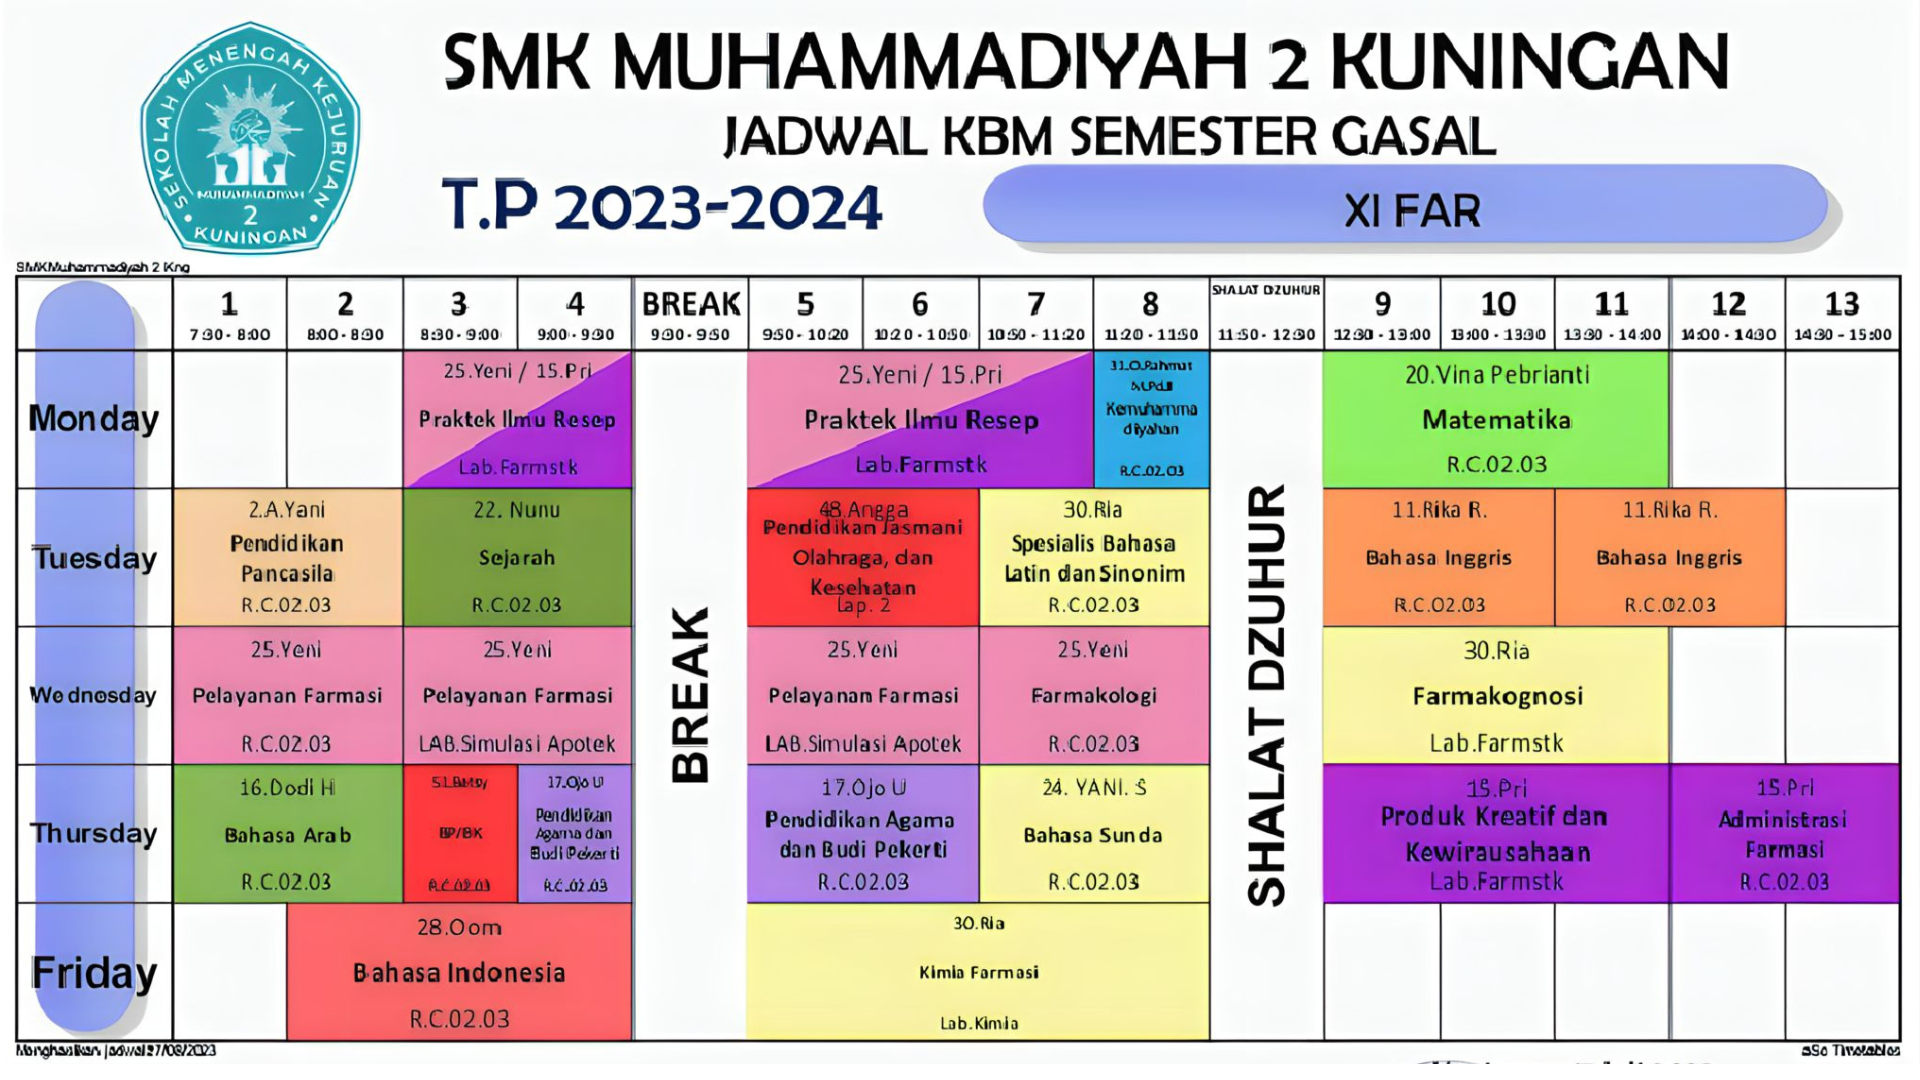 SMK MUHAMMADIYAH 2 KUNINGAN
JADWAL KBM SEMESTER GASAL
T.P 2023-2024
XI FAR
SEKOLAH MENENGAH KEJURUAN
MUHAMMADIYAH
2
KUNINGAN
SMKMuhammadiyah 2 Kng
1 2 3 4 BREAK 5 6 7 8 SHALAT DZUHUR 9 10 11 12 13
7:30 - 8:00 8:00 - 8:30 8:30 - 9:00 9:00 - 9:30 9:30 - 9:50 9:50 - 10:20 10:20 - 10:50 10:50 - 11:20 11:20 - 11:50 11:50 - 12:30 12:30 - 13:00 13:00 - 13:30 13:30 - 14:00 14:00 - 14:30 14:30 - 15:00
Monday
25.Yeni / 15.Pri
Praktek Ilmu Resep
Lab.Farmstk
25.Yeni / 15.Pri
Praktek Ilmu Resep
Lab.Farmstk
31.O.Rahmat
M.Pd.I
Kemuhamma
diyahan
R.C.02.03
20.Vina Pebrianti
Matematika
R.C.02.03
Tuesday
2.A.Yani
Pendidikan
Pancasila
R.C.02.03
22. Nunu
Sejarah
R.C.02.03
48.Angga
Pendidikan Jasmani
Olahraga, dan
Kesehatan
Lap. 2
30.Ria
Spesialis Bahasa
Latin dan Sinonim
R.C.02.03
11.Rika R.
Bahasa Inggris
R.C.02.03
11.Rika R.
Bahasa Inggris
R.C.02.03
Wednesday
25.Yeni
Pelayanan Farmasi
R.C.02.03
25.Yeni
Pelayanan Farmasi
LAB.Simulasi Apotek
25.Yeni
Pelayanan Farmasi
LAB.Simulasi Apotek
25.Yeni
Farmakologi
R.C.02.03
30.Ria
Farmakognosi
Lab.Farmstk
Thursday
16.Dodi H
Bahasa Arab
R.C.02.03
BP/BK
R.C.02.03
17.Ojo U
Pendidikan
Agama dan
Budi Pekerti
R.C.02.03
17.Ojo U
Pendidikan Agama
dan Budi Pekerti
R.C.02.03
24. YANI. S
Bahasa Sunda
R.C.02.03
15.Pri
Produk Kreatif dan
Kewirausahaan
Lab.Farmstk
15.Pri
Administrasi
Farmasi
R.C.02.03
Friday
28.Oom
Bahasa Indonesia
R.C.02.03
30.Ria
Kimia Farmasi
Lab.Kimia
BREAK
SHALAT DZUHUR
Menghasilkan jadwal:27/08/2023
aSc Timetables